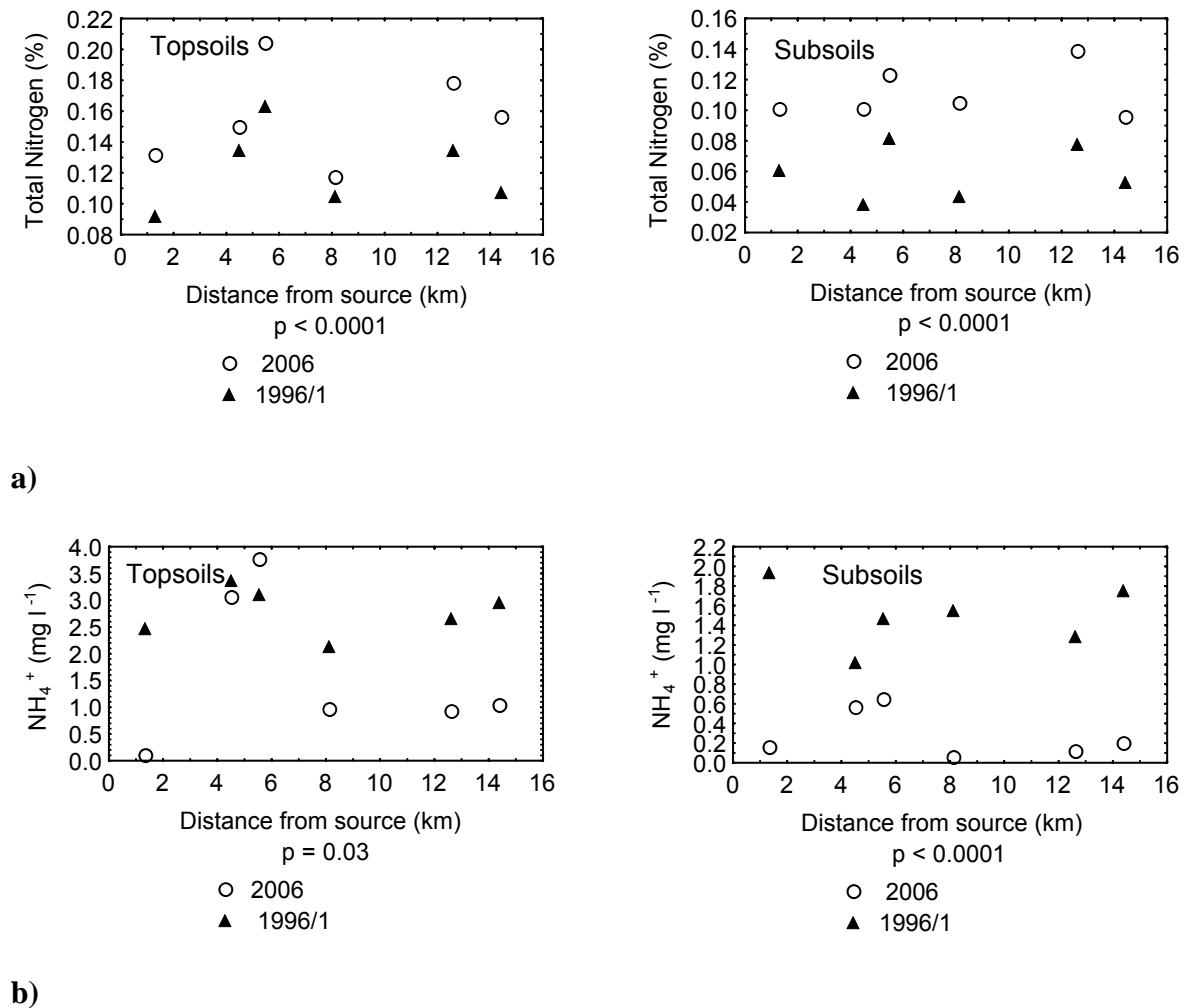 Topsoils
Total Nitrogen (%)
0.22
0.20
0.18
0.16
0.14
0.12
0.10
0.08
0 2 4 6 8 10 12 14 16
Distance from source (km)
p < 0.0001
2006
1996/1
Subsoils
Total Nitrogen (%)
0.16
0.14
0.12
0.10
0.08
0.06
0.04
0.02
0 2 4 6 8 10 12 14 16
Distance from source (km)
p < 0.0001
2006
1996/1
a)
Topsoils
NH₄⁺ (mg l⁻¹)
4.0
3.5
3.0
2.5
2.0
1.5
1.0
0.5
0.0
0 2 4 6 8 10 12 14 16
Distance from source (km)
p = 0.03
2006
1996/1
Subsoils
NH₄⁺ (mg l⁻¹)
2.2
2.0
1.8
1.6
1.4
1.2
1.0
0.8
0.6
0.4
0.2
0.0
0 2 4 6 8 10 12 14 16
Distance from source (km)
p < 0.0001
2006
1996/1
b)